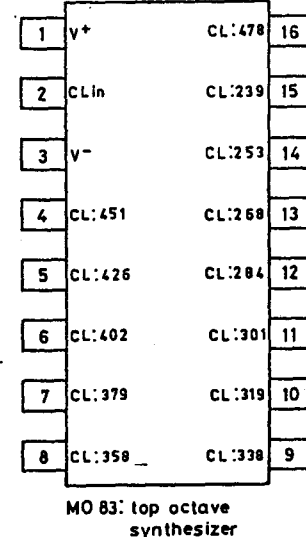 1 V+ CL:478 16
2 CLin CL:239 15
3 V- CL:253 14
4 CL:451 CL:268 13
5 CL:426 CL:284 12
6 CL:402 CL:301 11
7 CL:379 CL:319 10
8 CL:358 CL:338 9
MO 83: top octave
synthesizer